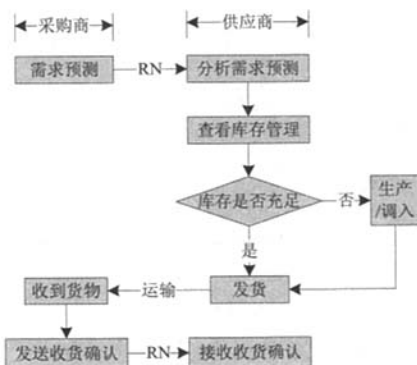 采购商 供应商
需求预测 RN 分析需求预测
查看库存管理
库存是否充足 否 生产
/调入
是
收到货物 运输 发货
发送收货确认 RN 接收收货确认